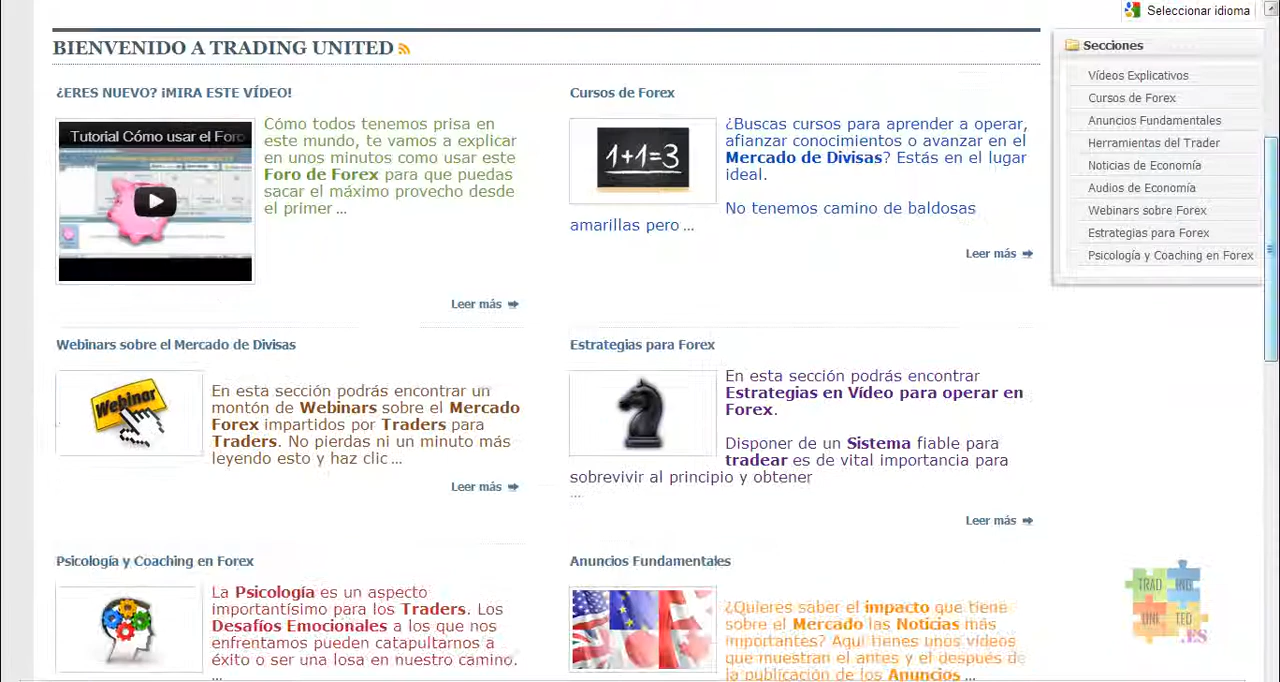 Seleccionar idioma
BIENVENIDO A TRADING UNITED
¿ERES NUEVO? ¡MIRA ESTE VÍDEO!
Tutorial Cómo usar el Foro
Cómo todos tenemos prisa en
este mundo, te vamos a explicar
en unos minutos como usar este
Foro de Forex para que puedas
sacar el máximo provecho desde
el primer ...
Leer más
Cursos de Forex
1+1=3
¿Buscas cursos para aprender a operar,
afianzar conocimientos o avanzar en el
Mercado de Divisas? Estás en el lugar
ideal.
No tenemos camino de baldosas
amarillas pero ...
Leer más
Webinars sobre el Mercado de Divisas
Webinar
En esta sección podrás encontrar un
montón de Webinars sobre el Mercado
Forex impartidos por Traders para
Traders. No pierdas ni un minuto más
leyendo esto y haz clic ...
Leer más
Estrategias para Forex
En esta sección podrás encontrar
Estrategias en Vídeo para operar en
Forex.
Disponer de un Sistema fiable para
tradear es de vital importancia para
sobrevivir al principio y obtener
...
Leer más
Psicología y Coaching en Forex
La Psicología es un aspecto
importantísimo para los Traders. Los
Desafíos Emocionales a los que nos
enfrentamos pueden catapultarnos a
éxito o ser una losa en nuestro camino.
...
Anuncios Fundamentales
¿Quieres saber el impacto que tiene
sobre el Mercado las Noticias más
importantes? Aquí tienes unos vídeos
que muestran el antes y el después de
la publicación de los Anuncios ...
Secciones
Vídeos Explicativos
Cursos de Forex
Anuncios Fundamentales
Herramientas del Trader
Noticias de Economía
Audios de Economía
Webinars sobre Forex
Estrategias para Forex
Psicología y Coaching en Forex
TRAD ING
UNI TED
.ES